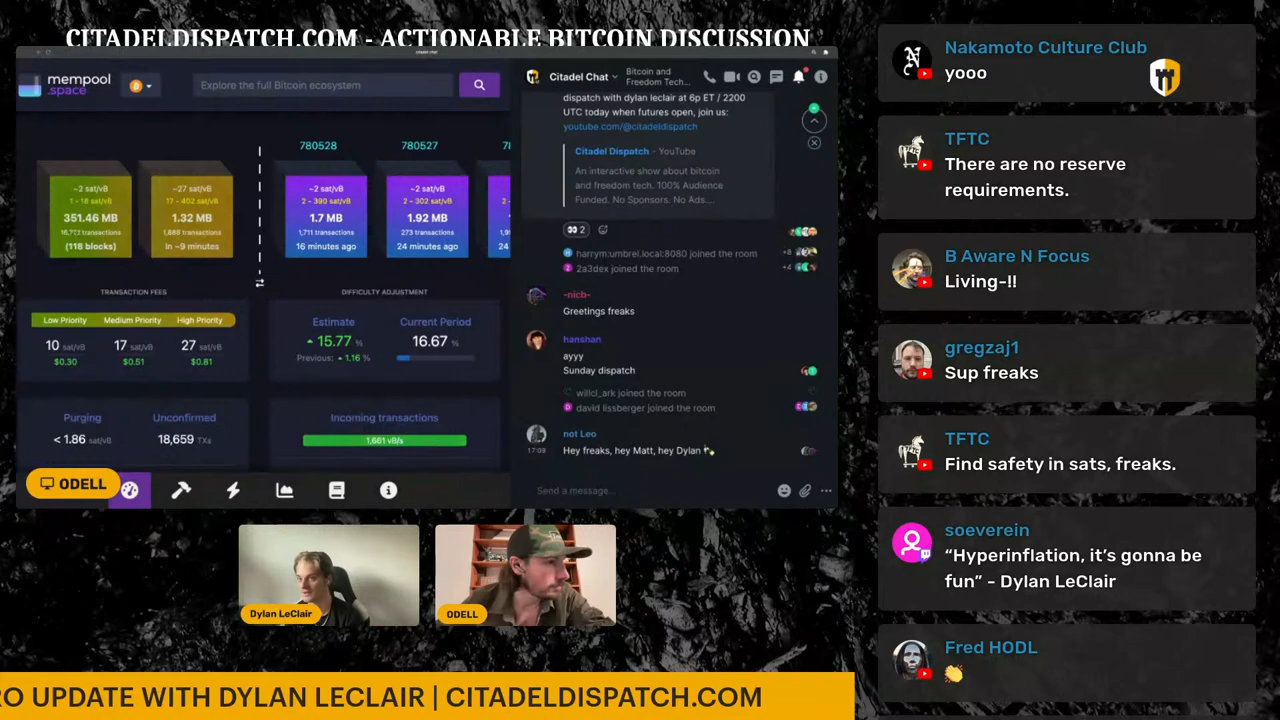 CITADELDISPATCH.COM - ACTIONABLE BITCOIN DISCUSSION
mempool
.space
Explore the full Bitcoin ecosystem
780528
780527
78
~2 sat/vB
351.46 MB
(118 blocks)
~27 sat/vB
17 - 402 sat/vB
1.32 MB
In ~9 minutes
~2 sat/vB
2 - 390 sat/vB
1.7 MB
1,711 transactions
16 minutes ago
~2 sat/vB
2 - 302 sat/vB
1.92 MB
273 transactions
24 minutes ago
TRANSACTION FEES
Low Priority
Medium Priority
High Priority
10 sat/vB
17 sat/vB
27 sat/vB
$0.30
$0.51
$0.81
DIFFICULTY ADJUSTMENT
Estimate
Current Period
15.77 %
16.67 %
Previous: 1.16 %
Purging
Unconfirmed
< 1.86 sat/vB
18,659 TXs
Incoming transactions
1,661 vB/s
ODELL
Citadel Chat
Bitcoin and
Freedom Tech...
dispatch with dylan leclair at 6p ET / 2200
UTC today when futures open, join us:
youtube.com/@citadeldispatch
Citadel Dispatch - YouTube
An interactive show about bitcoin
and freedom tech. 100% Audience
Funded. No Sponsors. No Ads....
👀 2
harrym:umbrel.local:8080 joined the room
+8
2a3dex joined the room
+4
-nicb-
Greetings freaks
hanshan
ayyy
Sunday dispatch
willcl_ark joined the room
david lissberger joined the room
not Leo
17:09
Hey freaks, hey Matt, hey Dylan
Send a message...
Dylan LeClair
ODELL
RO UPDATE WITH DYLAN LECLAIR | CITADELDISPATCH.COM
Nakamoto Culture Club
yooo
TFTC
There are no reserve
requirements.
B Aware N Focus
Living-!!
gregzaj1
Sup freaks
TFTC
Find safety in sats, freaks.
soeverein
“Hyperinflation, it’s gonna be
fun” - Dylan LeClair
Fred HODL
👏